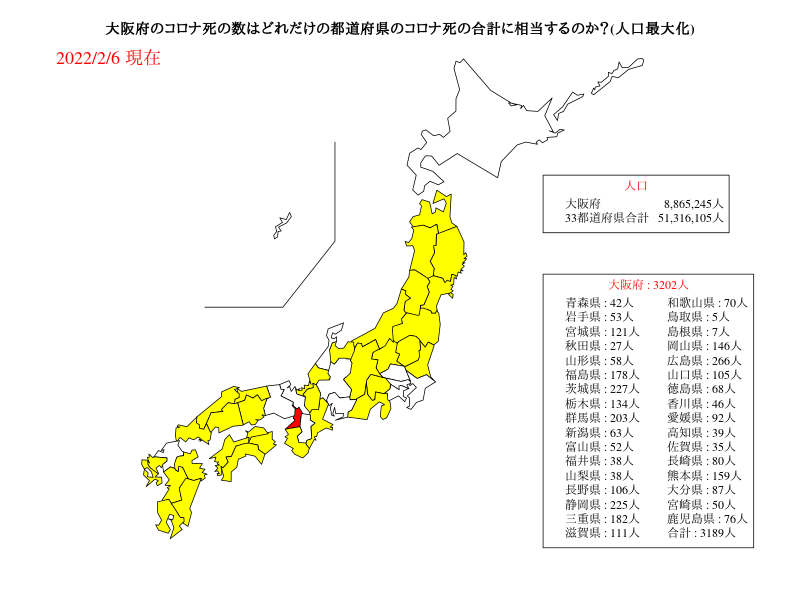 大阪府のコロナ死の数はどれだけの都道府県のコロナ死の合計に相当するのか?(人口最大化)
2022/2/6 現在
人口
大阪府 8,865,245人
33都道府県合計 51,316,105人
大阪府 : 3202人
青森県 : 42人 和歌山県 : 70人
岩手県 : 53人 鳥取県 : 5人
宮城県 : 121人 島根県 : 7人
秋田県 : 27人 岡山県 : 146人
山形県 : 58人 広島県 : 266人
福島県 : 178人 山口県 : 105人
茨城県 : 227人 徳島県 : 68人
栃木県 : 134人 香川県 : 46人
群馬県 : 203人 愛媛県 : 92人
新潟県 : 63人 高知県 : 39人
富山県 : 52人 佐賀県 : 35人
福井県 : 38人 長崎県 : 80人
山梨県 : 38人 熊本県 : 159人
長野県 : 106人 大分県 : 87人
静岡県 : 225人 宮崎県 : 50人
三重県 : 182人 鹿児島県 : 76人
滋賀県 : 111人 合計 : 3189人